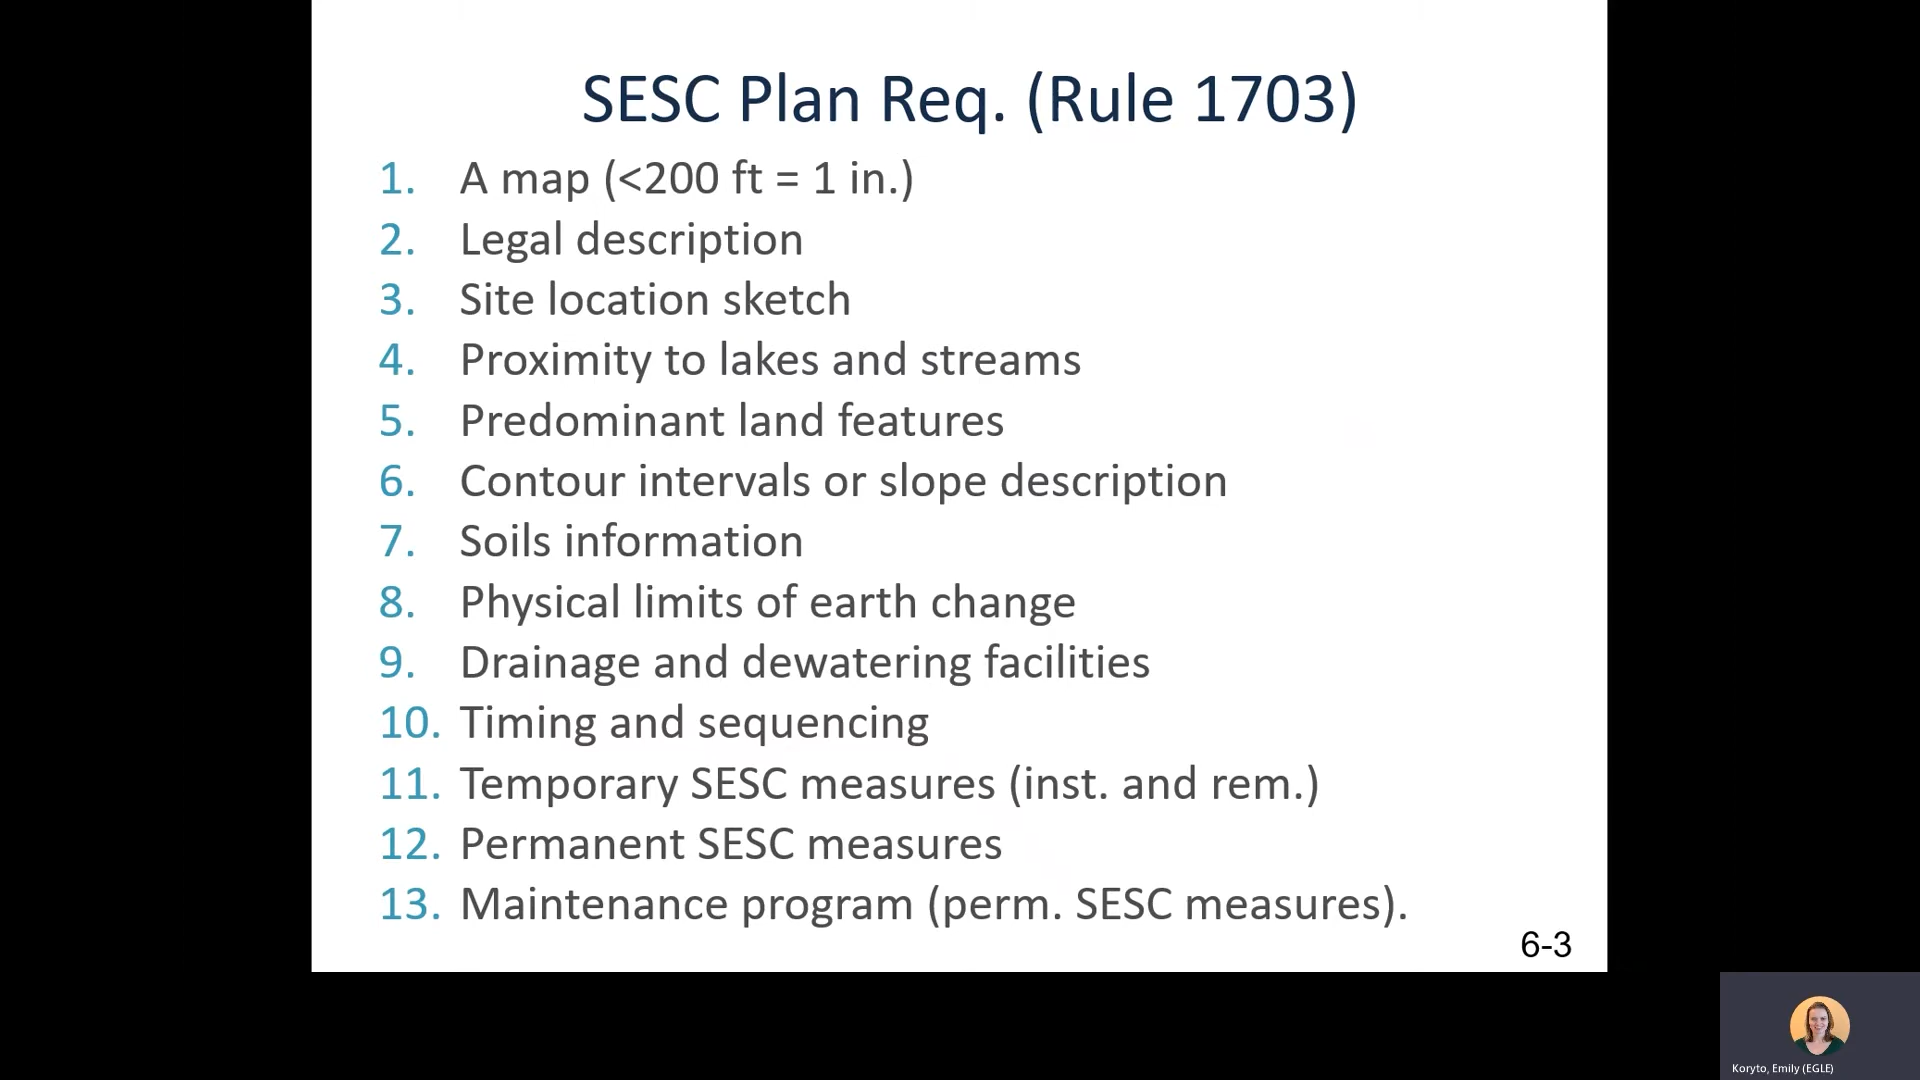 SESC Plan Req. (Rule 1703)
1. A map (<200 ft = 1 in.)
2. Legal description
3. Site location sketch
4. Proximity to lakes and streams
5. Predominant land features
6. Contour intervals or slope description
7. Soils information
8. Physical limits of earth change
9. Drainage and dewatering facilities
10. Timing and sequencing
11. Temporary SESC measures (inst. and rem.)
12. Permanent SESC measures
13. Maintenance program (perm. SESC measures).
6-3
Koryto, Emily (EGLE)